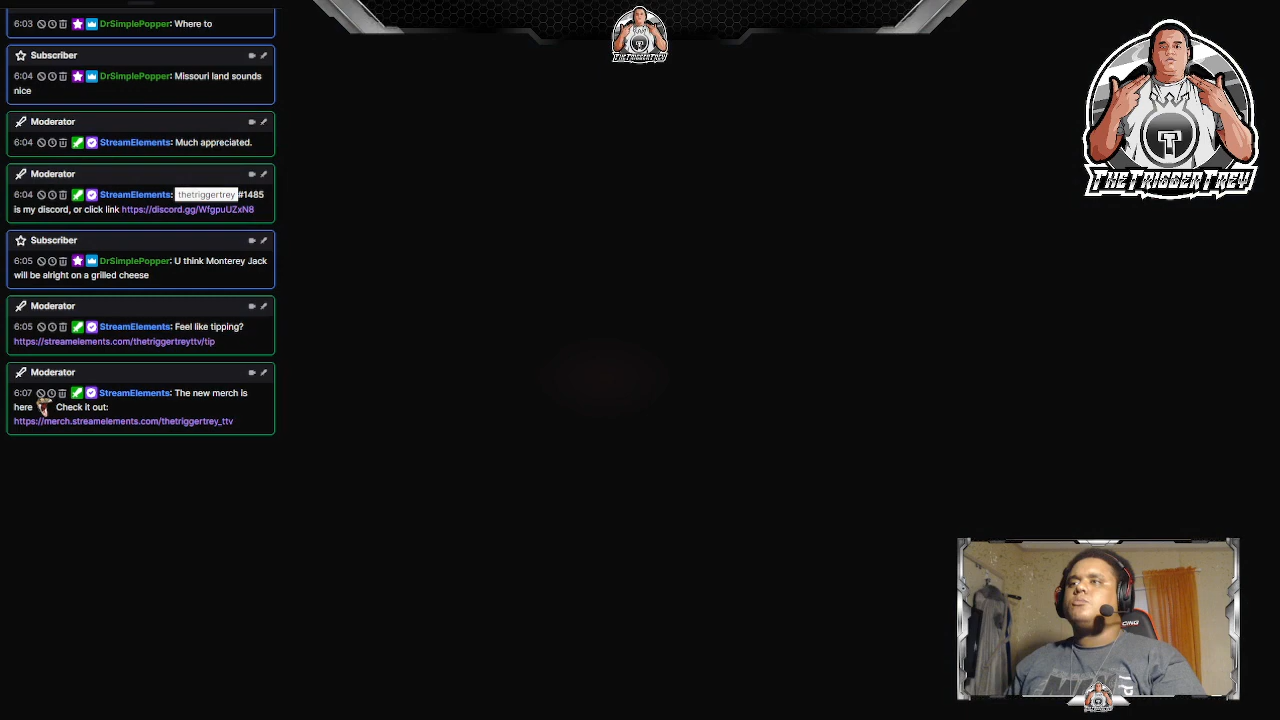 6:03 DrSimplePopper: Where to
Subscriber
6:04 DrSimplePopper: Missouri land sounds
nice
Moderator
6:04 StreamElements: Much appreciated.
Moderator
6:04 StreamElements: thetriggertrey #1485
is my discord, or click link https://discord.gg/WfgpuUZxN8
Subscriber
6:05 DrSimplePopper: U think Monterey Jack
will be alright on a grilled cheese
Moderator
6:05 StreamElements: Feel like tipping?
https://streamelements.com/thetriggertreyttv/tip
Moderator
6:07 StreamElements: The new merch is
here Check it out:
https://merch.streamelements.com/thetriggertrey_ttv
THETRIGGERTREY
T
THETRIGGERTREY
CING